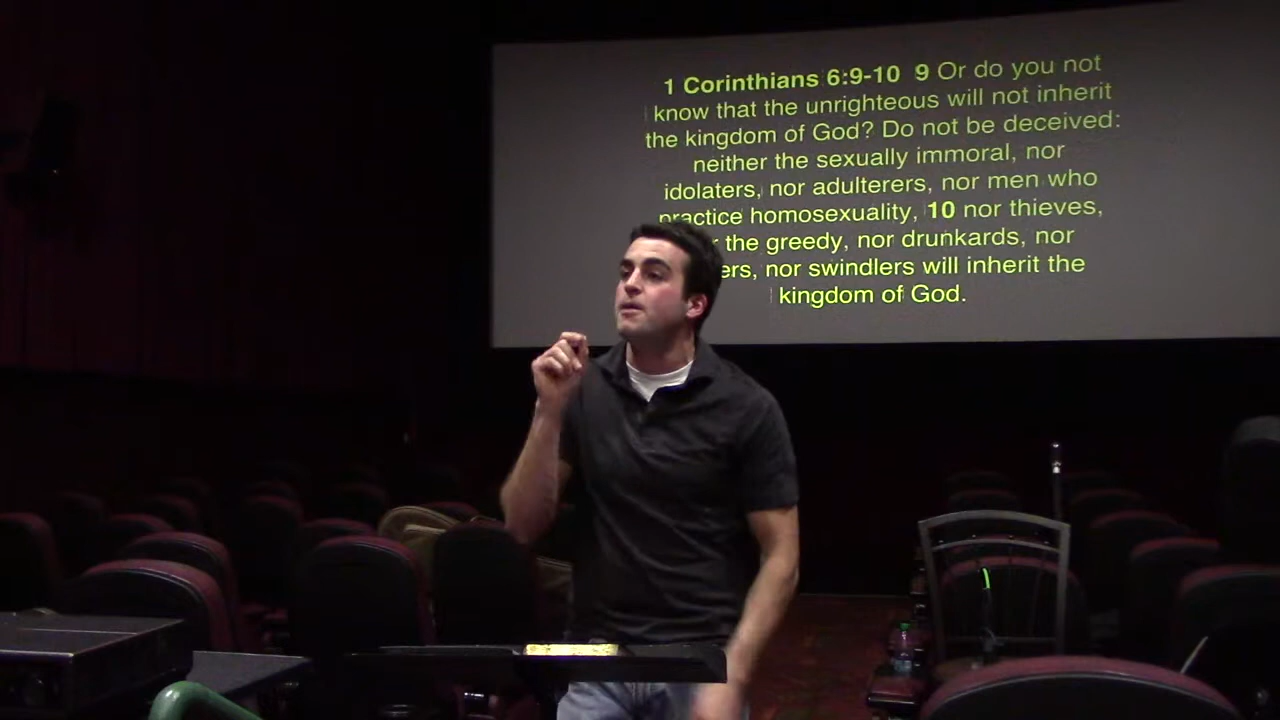 1 Corinthians 6:9-10 9 Or do you not
know that the unrighteous will not inherit
the kingdom of God? Do not be deceived:
neither the sexually immoral, nor
idolaters, nor adulterers, nor men who
practice homosexuality, 10 nor thieves,
the greedy, nor drunkards, nor
nor swindlers will inherit the
kingdom of God.